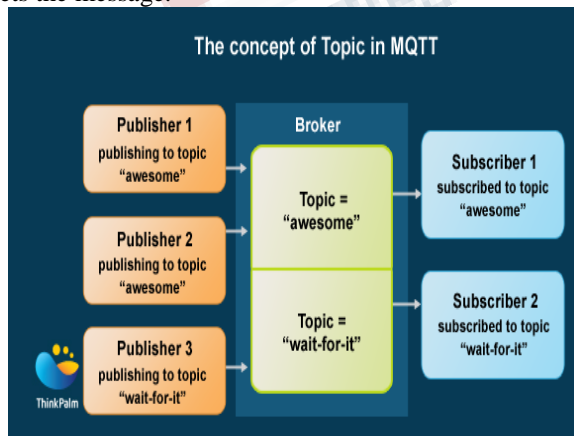 The concept of Topic in MQTT
Publisher 1
publishing to topic
“awesome”
Publisher 2
publishing to topic
“awesome”
Publisher 3
publishing to topic
“wait-for-it”
Broker
Topic =
“awesome”
Topic =
“wait-for-it”
Subscriber 1
subscribed to topic
“awesome”
Subscriber 2
subscribed to topic
“wait-for-it”
ThinkPalm